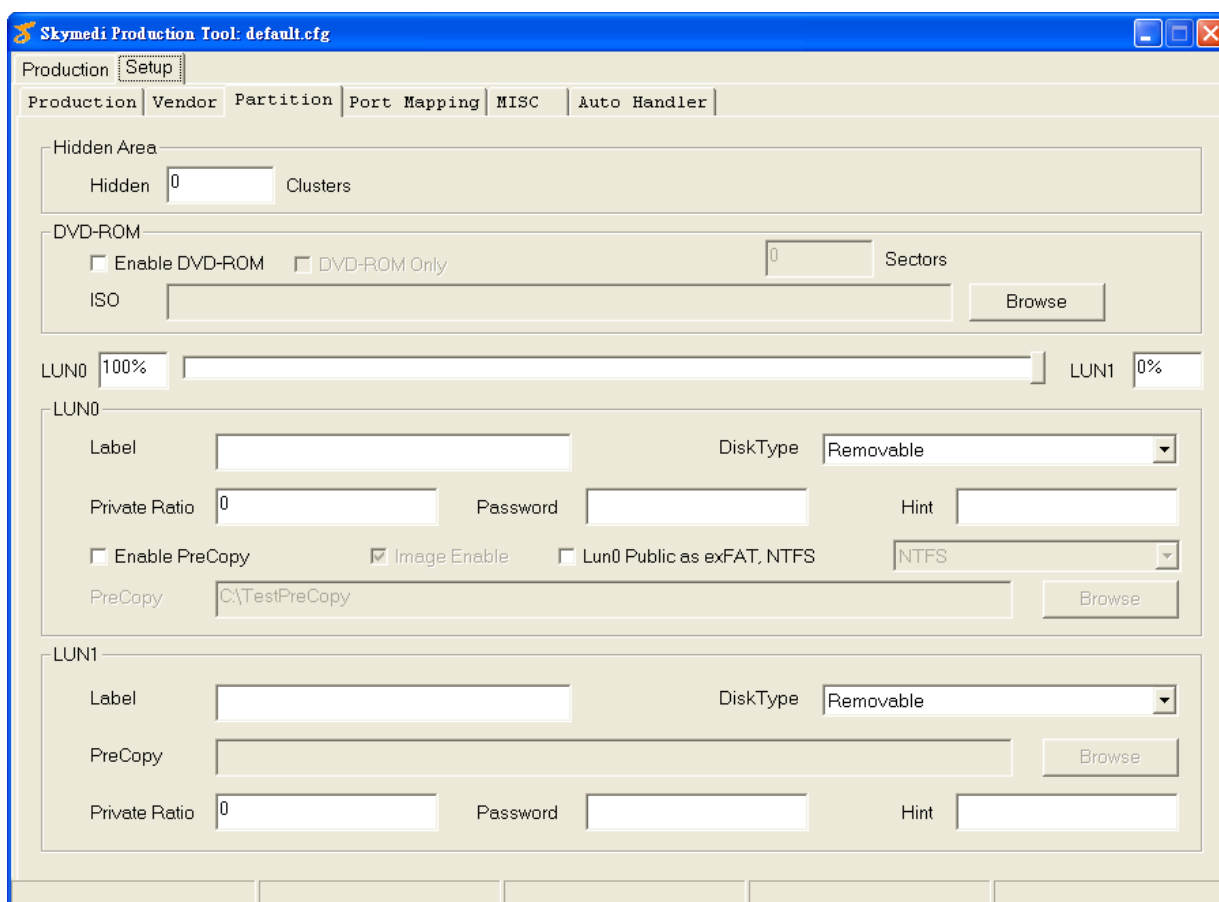 Skymedi Production Tool: default.cfg
Production Setup
Production Vendor Partition Port Mapping MISC Auto Handler
Hidden Area
Hidden 0 Clusters
DVD-ROM
Enable DVD-ROM DVD-ROM Only 0 Sectors
ISO Browse
LUN0 100% LUN1 0%
LUN0
Label DiskType Removable
Private Ratio 0 Password Hint
Enable PreCopy Image Enable Lun0 Public as exFAT, NTFS NTFS
PreCopy C:\TestPreCopy Browse
LUN1
Label DiskType Removable
PreCopy Browse
Private Ratio 0 Password Hint